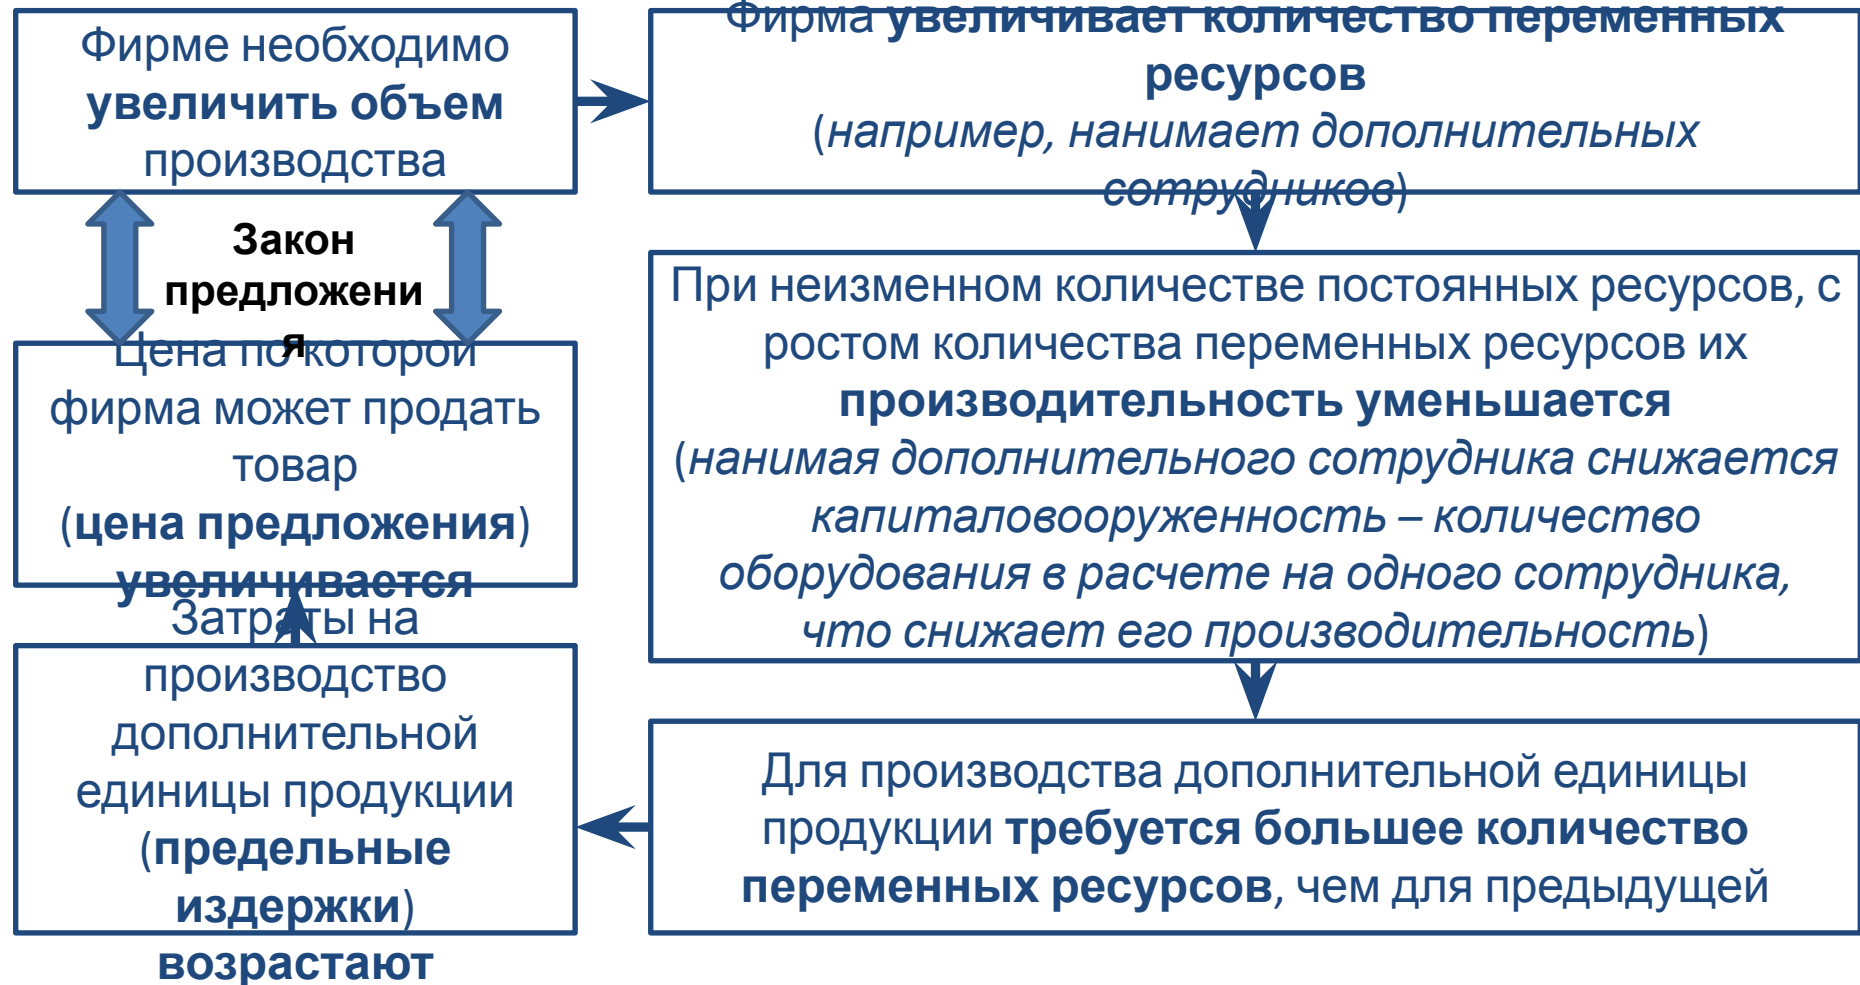 Фирме необходимо
увеличить объем
производства
Фирма увеличивает количество переменных
ресурсов
(например, нанимает дополнительных
сотрудников)
При неизменном количестве постоянных ресурсов, с
ростом количества переменных ресурсов их
производительность уменьшается
(нанимая дополнительного сотрудника снижается
капиталовооруженность – количество
оборудования в расчете на одного сотрудника,
что снижает его производительность)
Для производства дополнительной единицы
продукции требуется большее количество
переменных ресурсов, чем для предыдущей
Затраты на
производство
дополнительной
единицы продукции
(предельные
издержки)
возрастают
Цена по которой
фирма может продать
товар
(цена предложения)
увеличивается
Закон
предложени
я